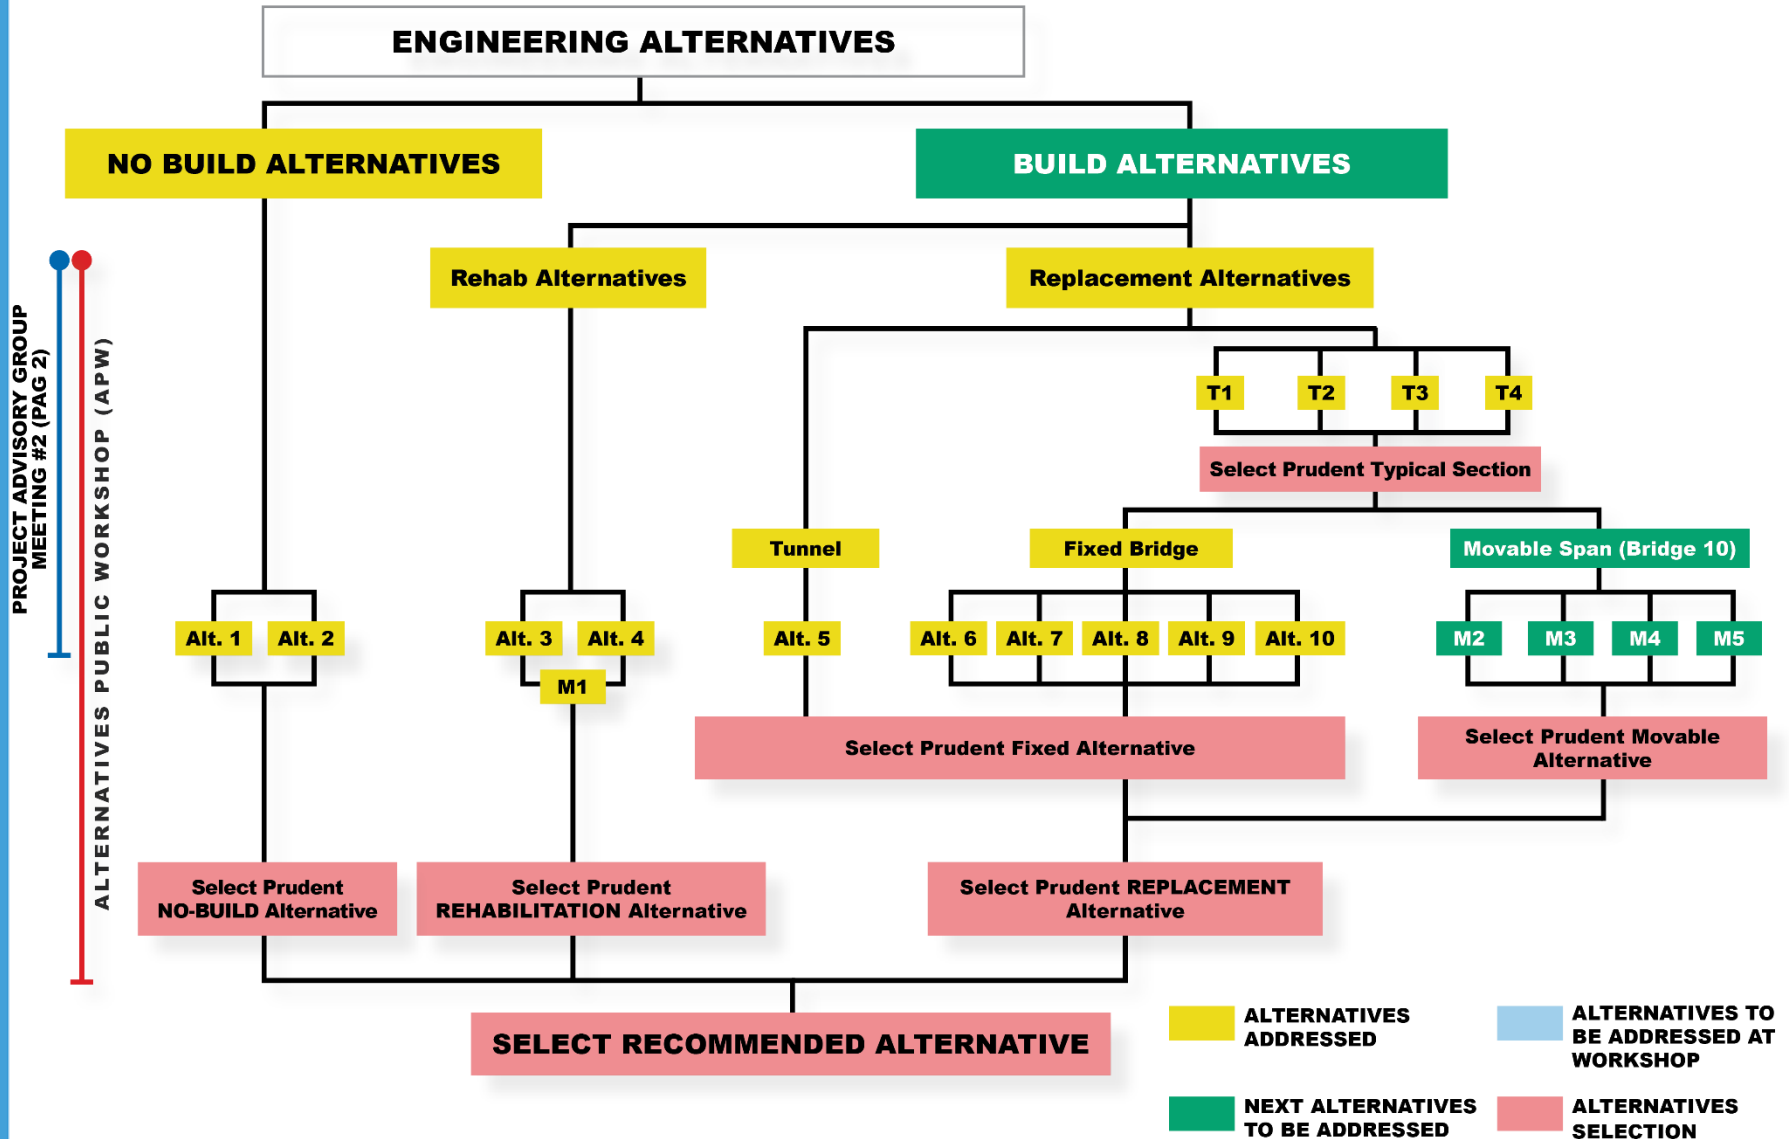 ENGINEERING ALTERNATIVES
NO BUILD ALTERNATIVES
BUILD ALTERNATIVES
Rehab Alternatives
Replacement Alternatives
PROJECT ADVISORY GROUP
MEETING #2 (PAG 2)
ALTERNATIVES PUBLIC WORKSHOP (APW)
T1
T2
T3
T4
Select Prudent Typical Section
Tunnel
Fixed Bridge
Movable Span (Bridge 10)
Alt. 1
Alt. 2
Alt. 3
Alt. 4
Alt. 5
Alt. 6
Alt. 7
Alt. 8
Alt. 9
Alt. 10
M2
M3
M4
M5
M1
Select Prudent Fixed Alternative
Select Prudent Movable
Alternative
Select Prudent
NO-BUILD Alternative
Select Prudent
REHABILITATION Alternative
Select Prudent REPLACEMENT
Alternative
SELECT RECOMMENDED ALTERNATIVE
ALTERNATIVES
ADDRESSED
ALTERNATIVES TO
BE ADDRESSED AT
WORKSHOP
NEXT ALTERNATIVES
TO BE ADDRESSED
ALTERNATIVES
SELECTION